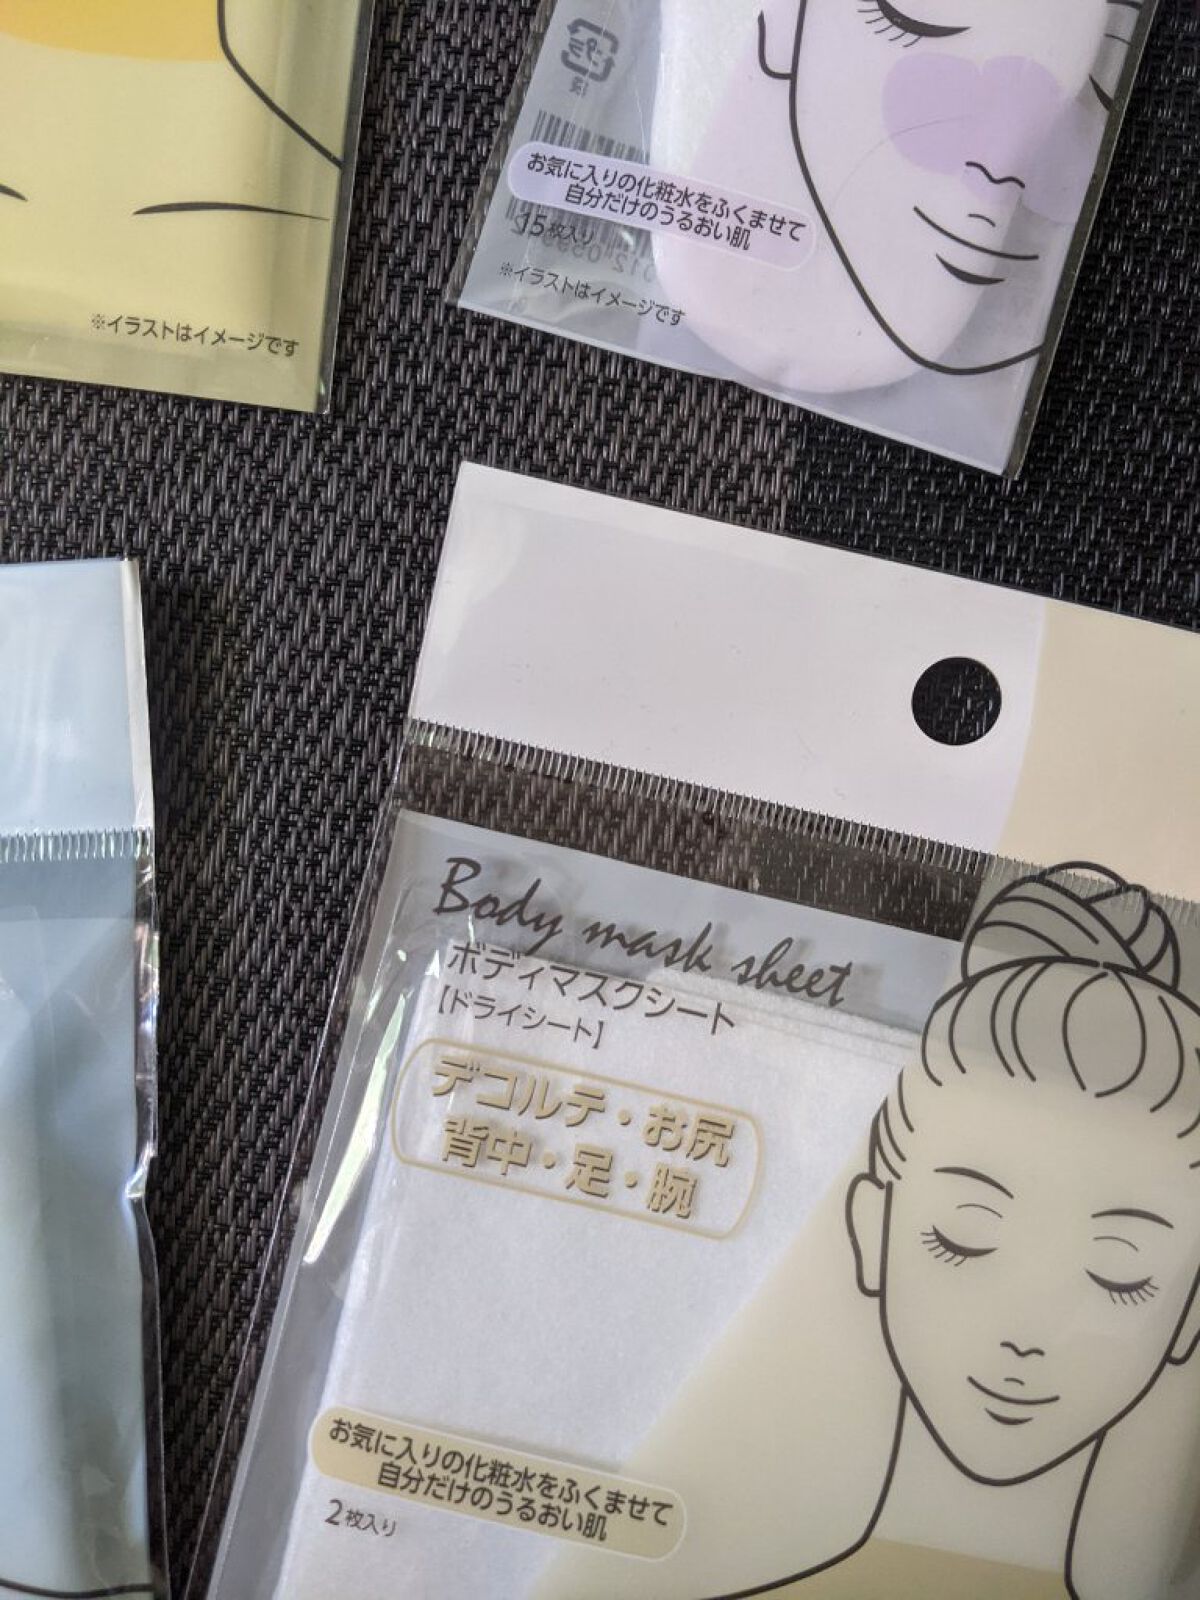 プラ
袋
お気に入りの化粧水をふくませて
自分だけのうるおい肌
15枚入り
※イラストはイメージです
※イラストはイメージです
Body mask sheet
ボディマスクシート
【ドライシート】
デコルテ・お尻
背中・足・腕
お気に入りの化粧水をふくませて
自分だけのうるおい肌
2枚入り